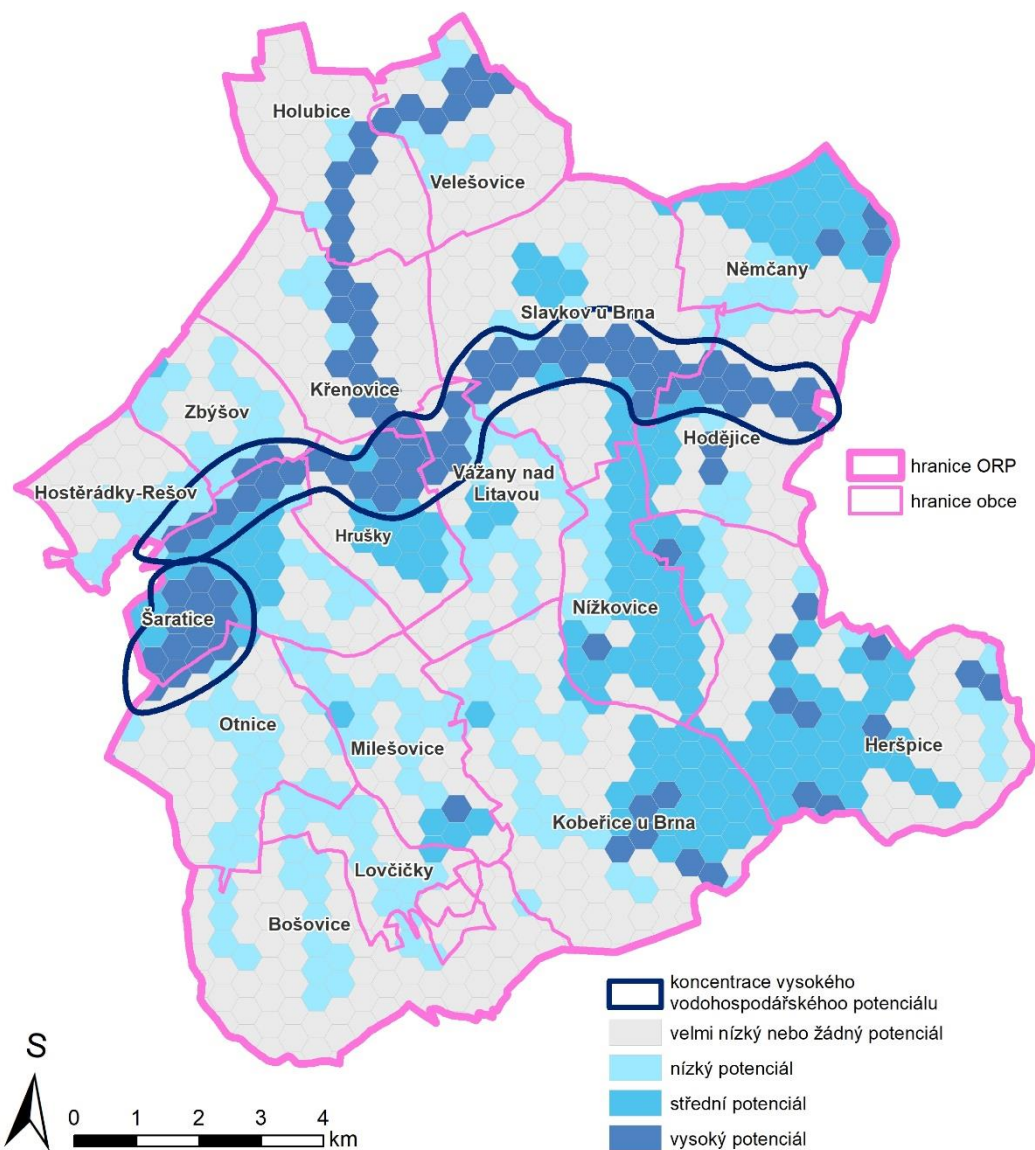 Holubice
Velešovice
Němčany
Slavkov u Brna
Křenovice
Zbýšov
Hodějice
Vážany nad
Litavou
Hostěrádky-Rešov
hranice ORP
hranice obce
Hrušky
Šaratice
Nížkovice
Otnice
Milešovice
Heršpice
Kobeřice u Brna
Lovčičky
Bošovice
koncentrace vysokého
vodohospodářskéhoo potenciálu
velmi nízký nebo žádný potenciál
nízký potenciál
střední potenciál
vysoký potenciál
S
0 1 2 3 4
km